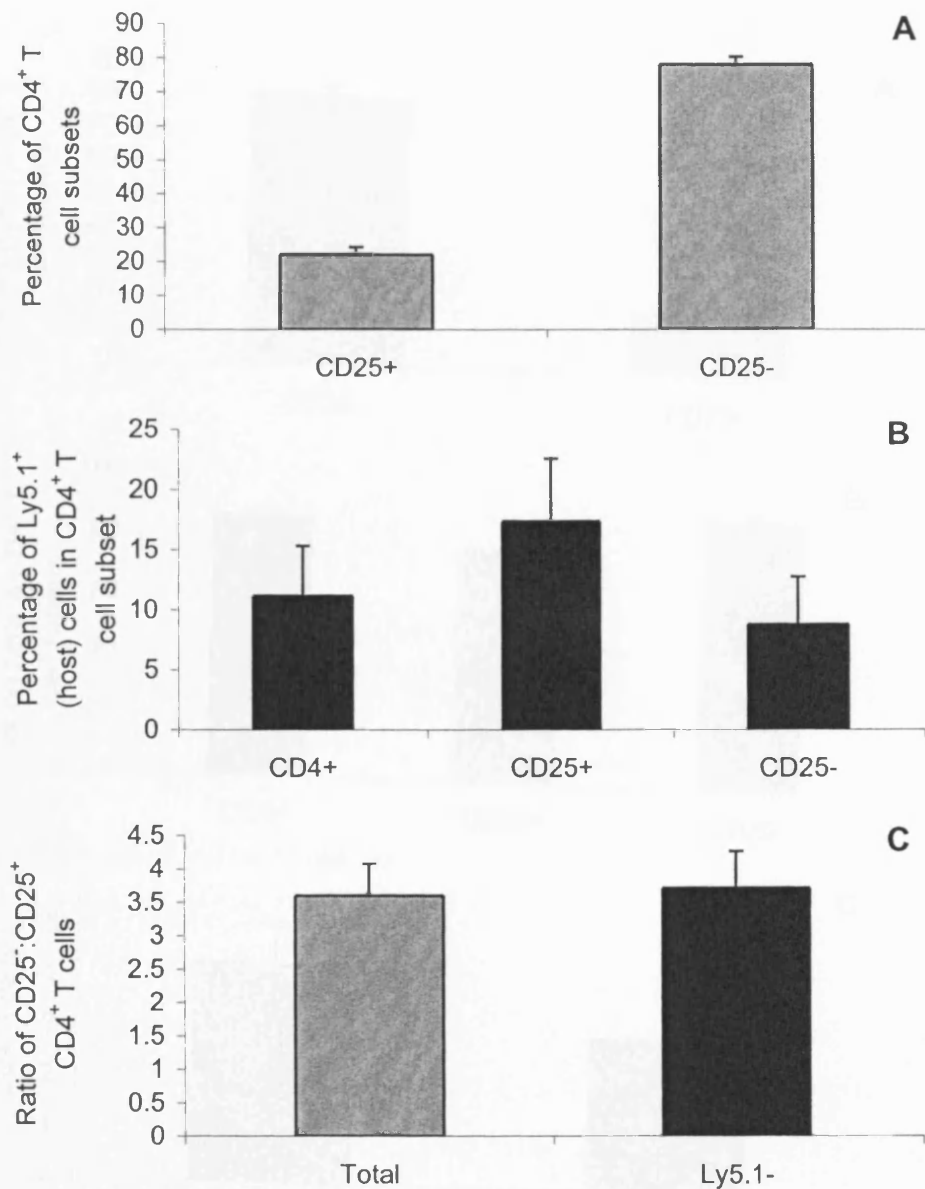 A
Percentage of CD4⁺ T
cell subsets
90
80
70
60
50
40
30
20
10
0
CD25+
CD25-
B
Percentage of Ly5.1⁺
(host) cells in CD4⁺ T
cell subset
25
20
15
10
5
0
CD4+
CD25+
CD25-
C
Ratio of CD25⁻:CD25⁺
CD4⁺ T cells
4.5
4
3.5
3
2.5
2
1.5
1
0.5
0
Total
Ly5.1-